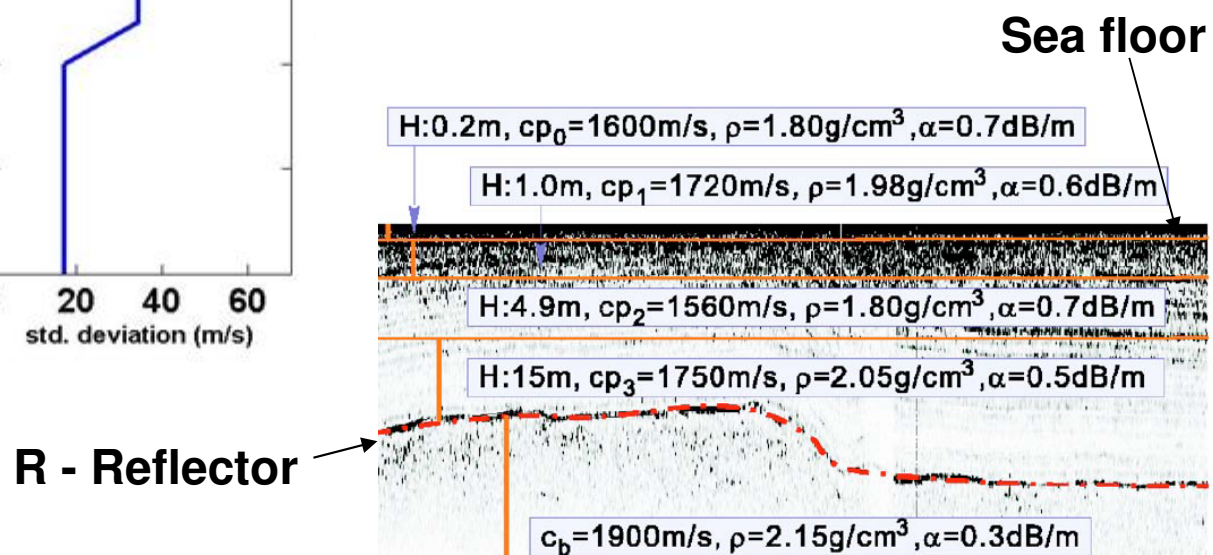 Sea floor
H:0.2m, cp₀=1600m/s, ρ=1.80g/cm³,α=0.7dB/m
H:1.0m, cp₁=1720m/s, ρ=1.98g/cm³,α=0.6dB/m
H:4.9m, cp₂=1560m/s, ρ=1.80g/cm³,α=0.7dB/m
20 40 60
std. deviation (m/s)
H:15m, cp₃=1750m/s, ρ=2.05g/cm³,α=0.5dB/m
R - Reflector
c_b=1900m/s, ρ=2.15g/cm³,α=0.3dB/m